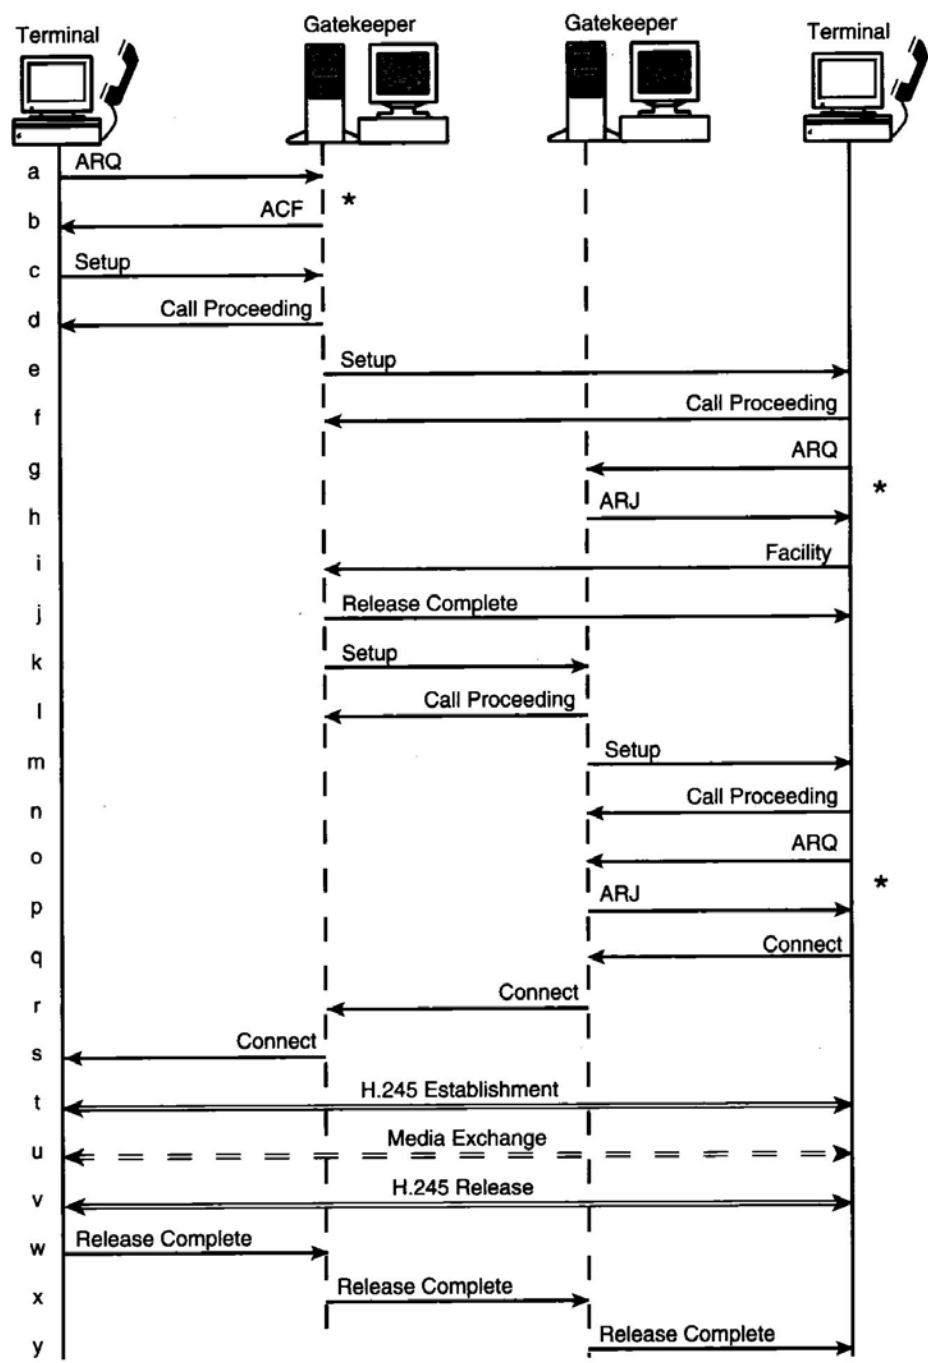 Terminal Gatekeeper Gatekeeper Terminal
a ARQ
*
b ACF
c Setup
d Call Proceeding
e Setup
f Call Proceeding
g ARQ
*
h ARJ
i Facility
j Release Complete
k Setup
l Call Proceeding
m Setup
n Call Proceeding
o ARQ
*
p ARJ
q Connect
r Connect
s Connect
t H.245 Establishment
u Media Exchange
v H.245 Release
w Release Complete
x Release Complete
y Release Complete